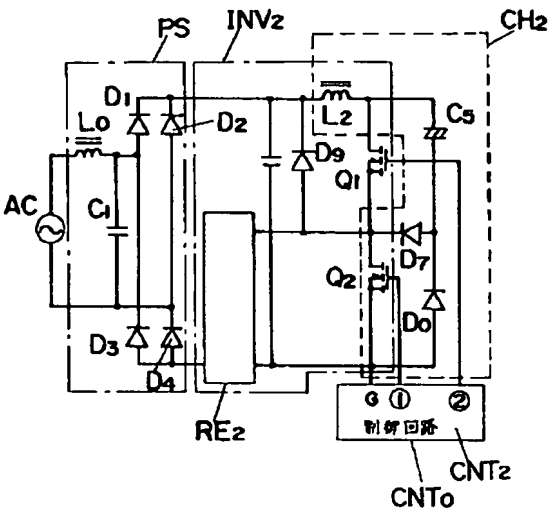 PS
INV2
CH2
D1
L0
D2
L2
C5
D9
Q1
AC
C1
D7
Q2
D0
D3
D4
G
①
②
制御回路
RE2
CNT2
CNT0